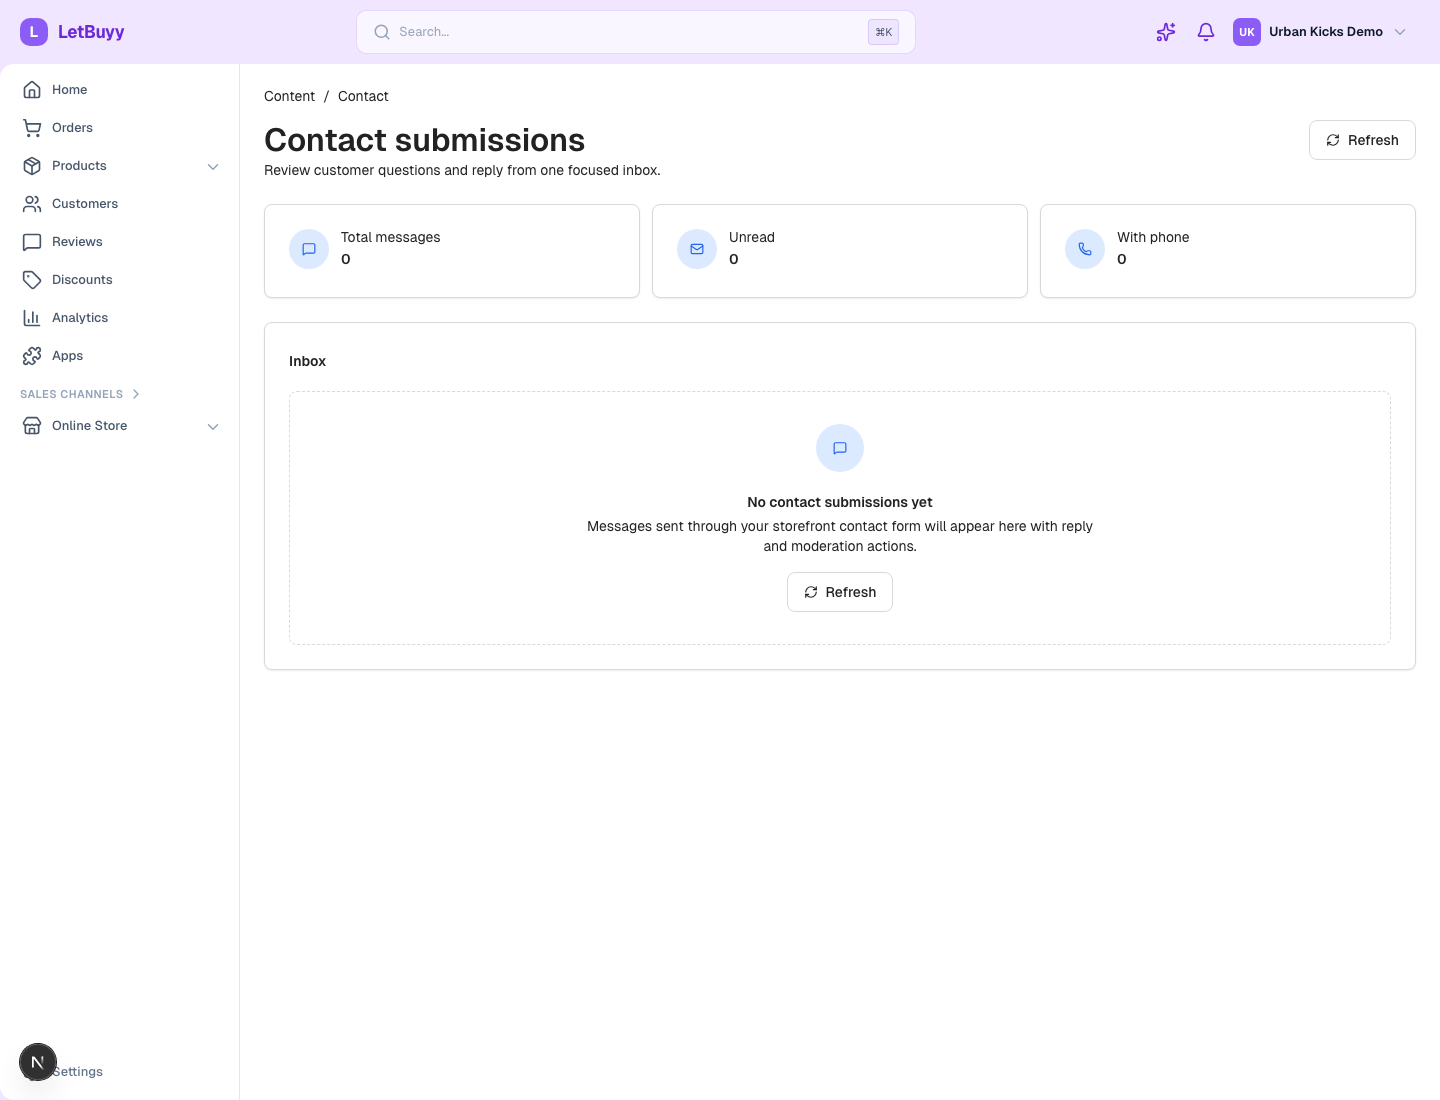 L LetBuyy
Search...
⌘K
UK Urban Kicks Demo
Home
Orders
Products
Customers
Reviews
Discounts
Analytics
Apps
SALES CHANNELS
Online Store
N
Settings
Content / Contact
Contact submissions
Refresh
Review customer questions and reply from one focused inbox.
Total messages
0
Unread
0
With phone
0
Inbox
No contact submissions yet
Messages sent through your storefront contact form will appear here with reply
and moderation actions.
Refresh